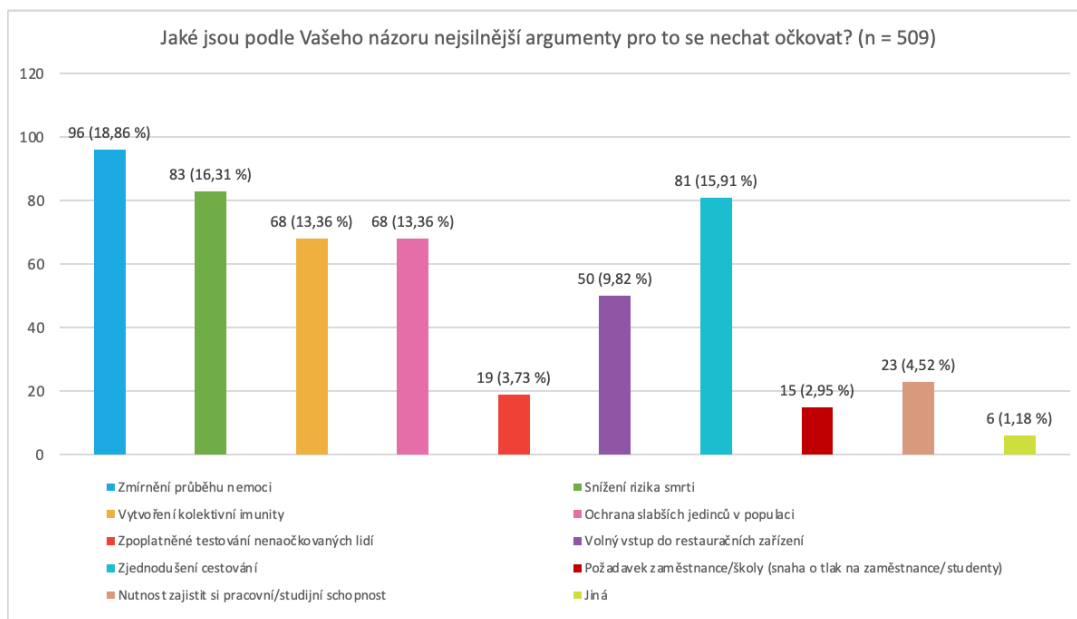 Jaké jsou podle Vašeho názoru nejsilnější argumenty pro to se nechat očkovat? (n = 509)
120
100
80
60
40
20
0
96 (18,86 %)
83 (16,31 %)
68 (13,36 %)
68 (13,36 %)
19 (3,73 %)
50 (9,82 %)
81 (15,91 %)
15 (2,95 %)
23 (4,52 %)
6 (1,18 %)
Zmírnění průběhu nemoci
Snížení rizika smrti
Vytvoření kolektivní imunity
Ochrana slabších jedinců v populaci
Zpoplatněné testování nenaočkovaných lidí
Volný vstup do restauračních zařízení
Zjednodušení cestování
Požadavek zaměstnance/školy (snaha o tlak na zaměstnance/studenty)
Nutnost zajistit si pracovní/studijní schopnost
Jiná